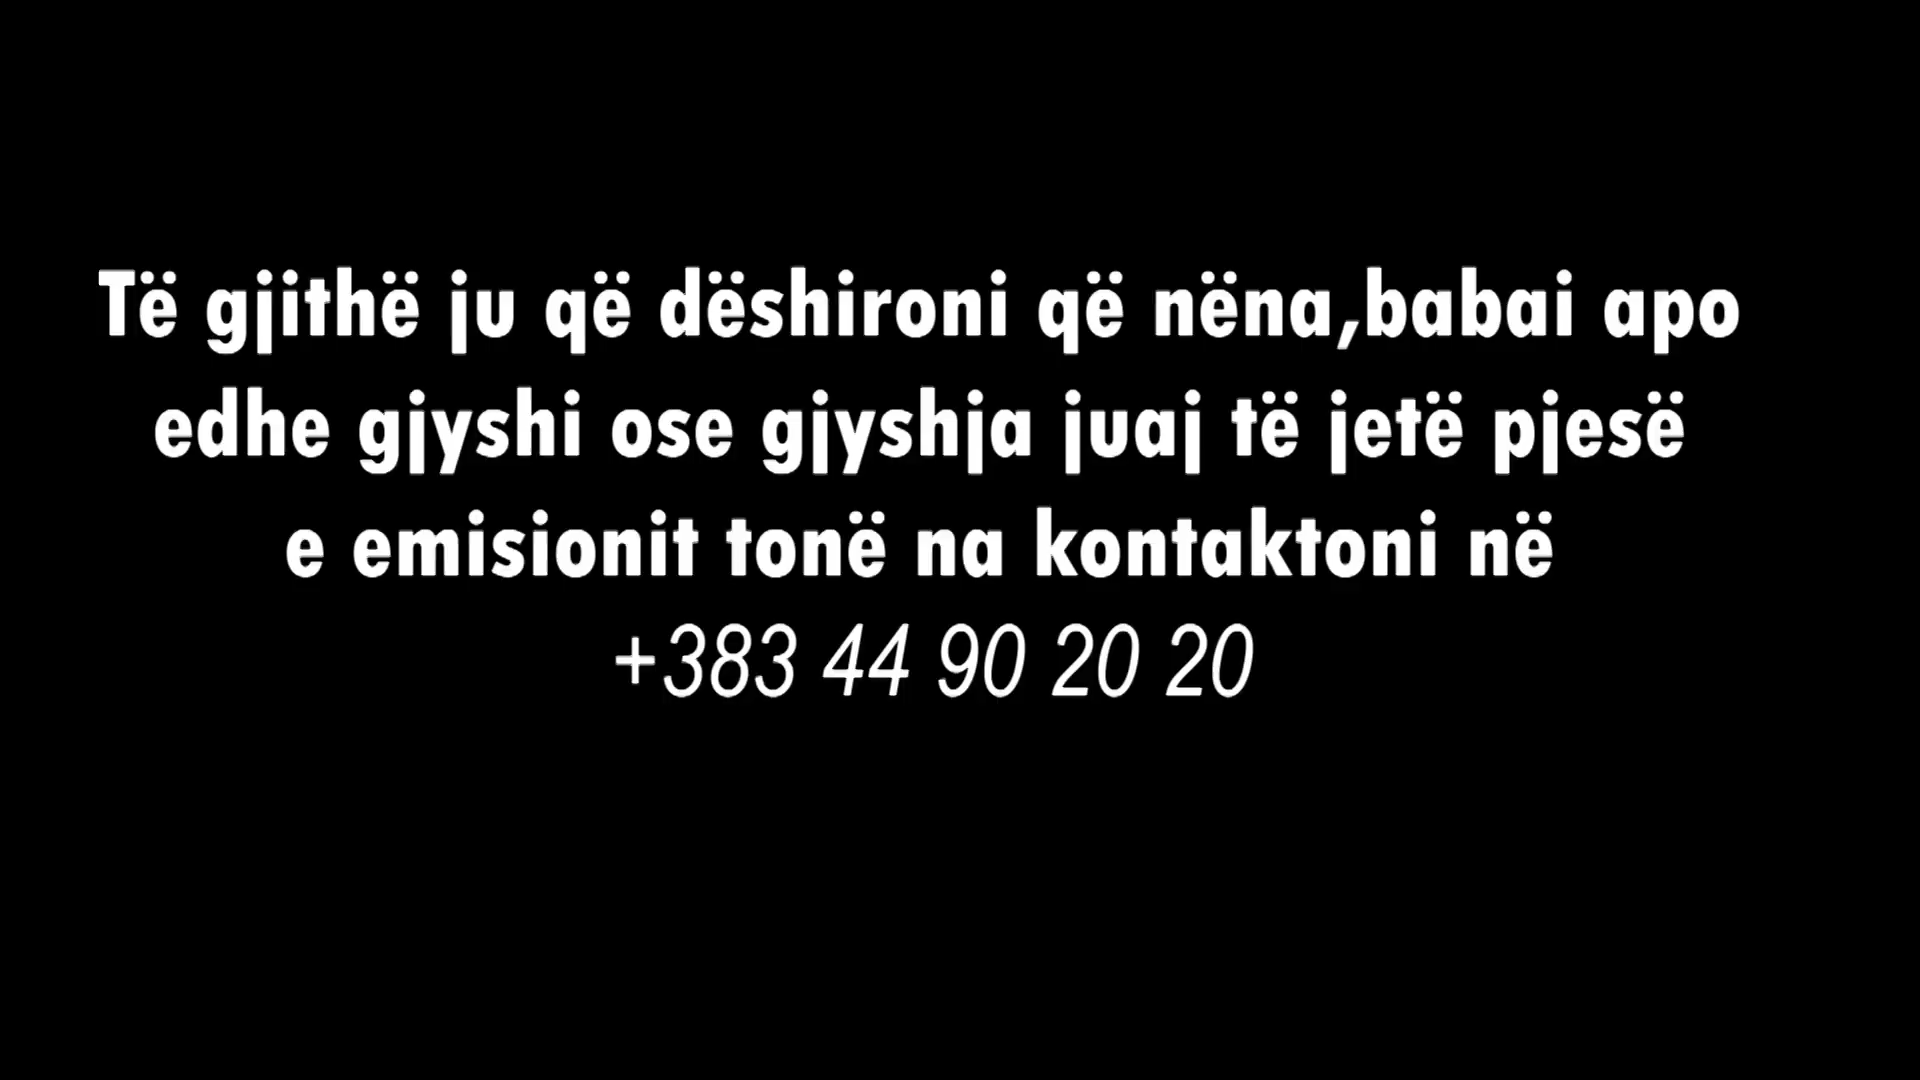 Të gjithë ju që dëshironi që nëna,babai apo
edhe gjyshi ose gjyshja juaj të jetë pjesë
e emisionit tonë na kontaktoni në
+383 44 90 20 20